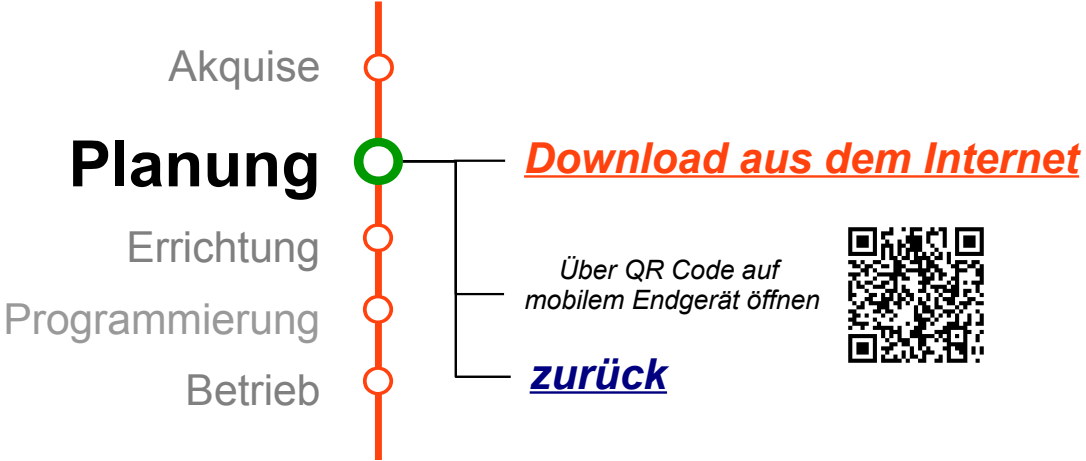 Akquise
Planung
Errichtung
Programmierung
Betrieb
Download aus dem Internet
Über QR Code auf
mobilem Endgerät öffnen
zurück